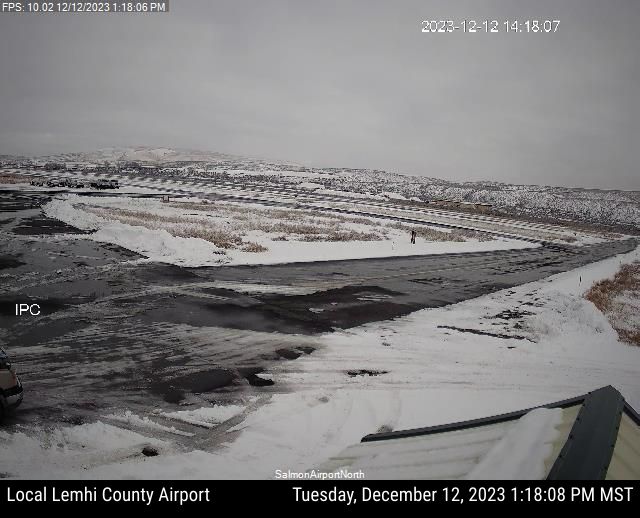 FPS: 10.02 12/12/2023 1:18:06 PM
2023-12-12 14:18:07
IPC
SalmonAirportNorth
Local Lemhi County Airport
Tuesday, December 12, 2023 1:18:08 PM MST